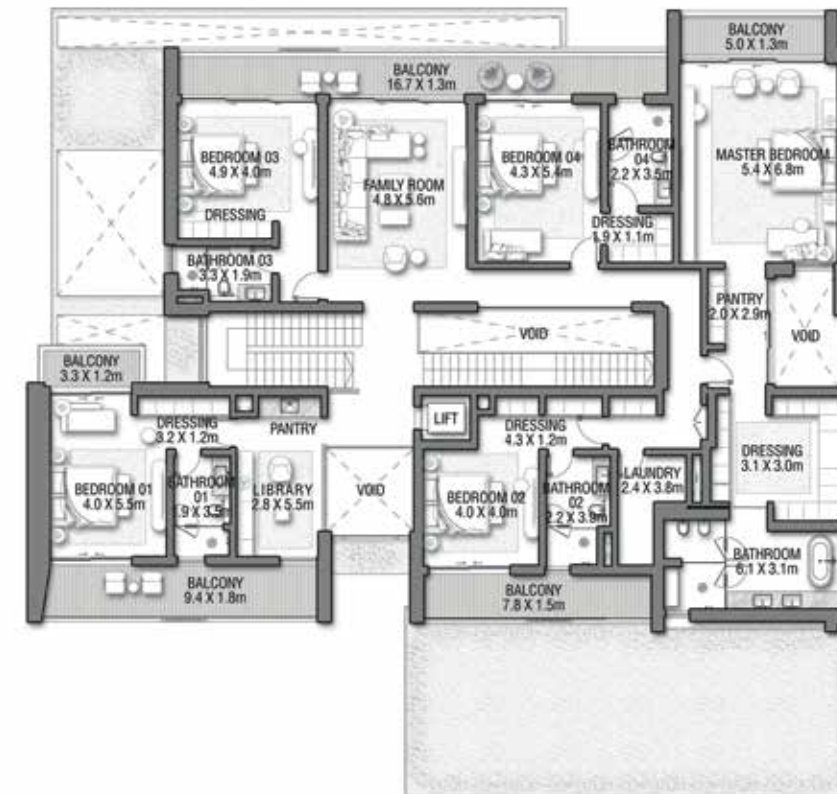 BALCONY
5.0 X 1.3m
BALCONY
16.7 X 1.3m
BEDROOM 03
4.9 X 4.0m
FAMILY ROOM
4.8 X 5.6m
BEDROOM 04
4.3 X 5.4m
BATHROOM
04
2.2 X 3.5m
MASTER BEDROOM
5.4 X 6.8m
DRESSING
DRESSING
1.9 X 1.1m
BATHROOM 03
3.3 X 1.9m
PANTRY
2.0 X 2.9m
VOID
VOID
BALCONY
3.3 X 1.2m
DRESSING
3.2 X 1.2m
PANTRY
LIFT
DRESSING
4.3 X 1.2m
DRESSING
3.1 X 3.0m
BEDROOM 01
4.0 X 5.5m
BATHROOM
01
1.9 X 3.5m
LIBRARY
2.8 X 5.5m
VOID
BEDROOM 02
4.0 X 4.0m
BATHROOM
02
2.2 X 3.9m
LAUNDRY
2.4 X 3.8m
BATHROOM
6.1 X 3.1m
BALCONY
9.4 X 1.8m
BALCONY
7.8 X 1.5m